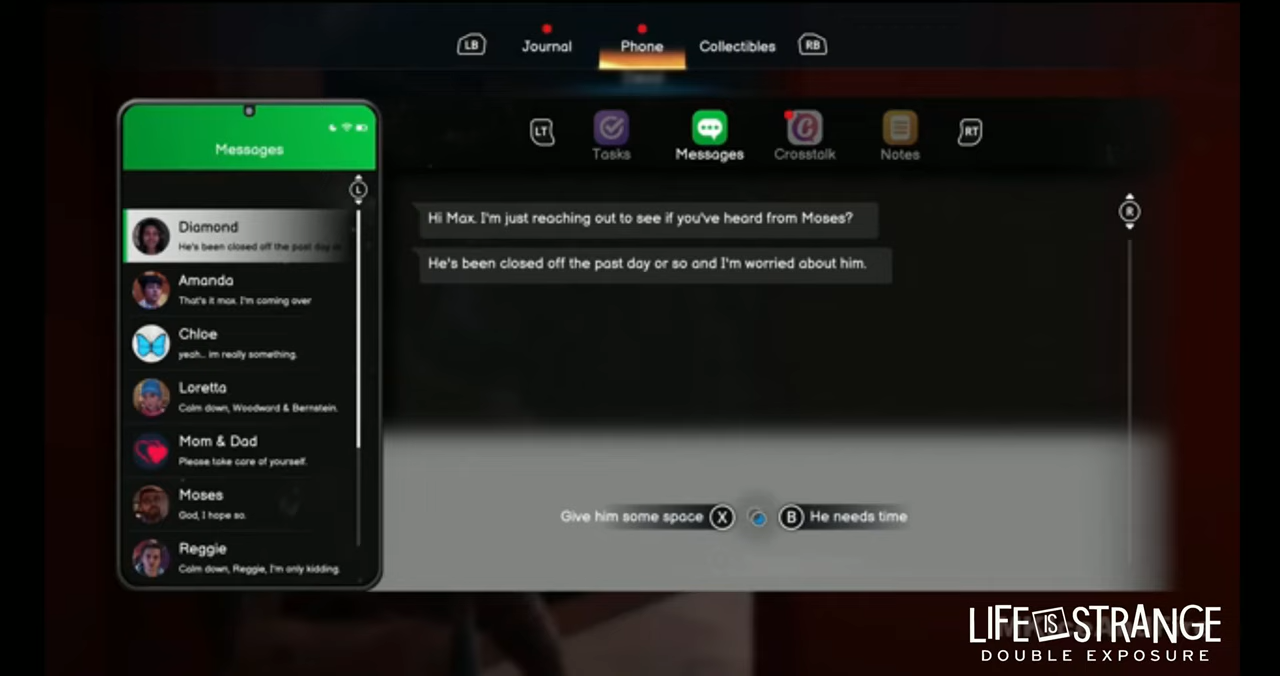 LB Journal Phone Collectibles RB
Messages
LT Tasks Messages Crosstalk Notes RT
L
Diamond
He's been closed off the past day or
Amanda
That's it max. I'm coming over
Chloe
yeah.. im really something.
Loretta
Calm down, Woodward & Bernstein.
Mom & Dad
Please take care of yourself.
Moses
God, I hope so.
Reggie
Calm down, Reggie, I'm only kidding.
Hi Max. I'm just reaching out to see if you've heard from Moses?
He's been closed off the past day or so and I'm worried about him.
R
Give him some space X B He needs time
LIFE IS STRANGE
DOUBLE EXPOSURE